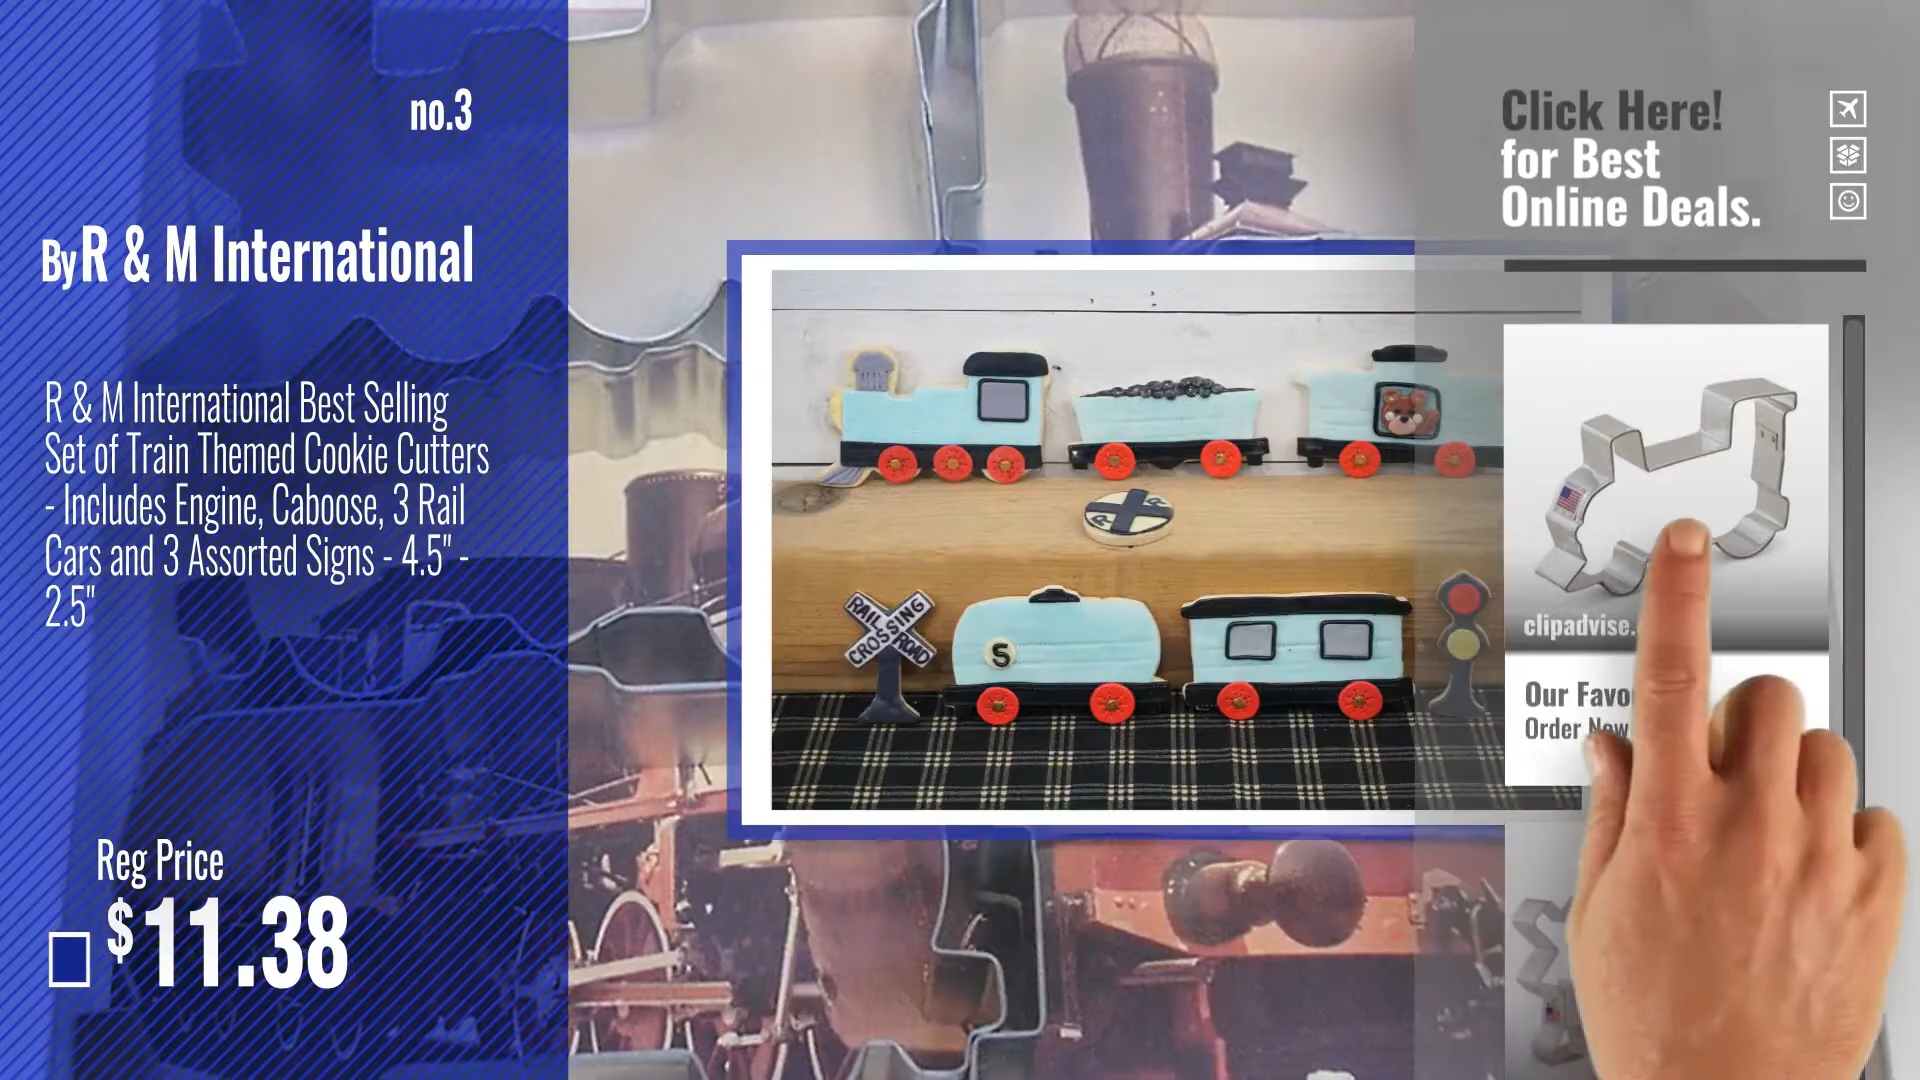 no.3
By R & M International
R & M International Best Selling
Set of Train Themed Cookie Cutters
- Includes Engine, Caboose, 3 Rail
Cars and 3 Assorted Signs - 4.5" -
2.5"
Reg Price
$11.38
R R
RAIL ROAD
CROSSING
S
Click Here!
for Best
Online Deals.
clipadvise.
Our
Order Now